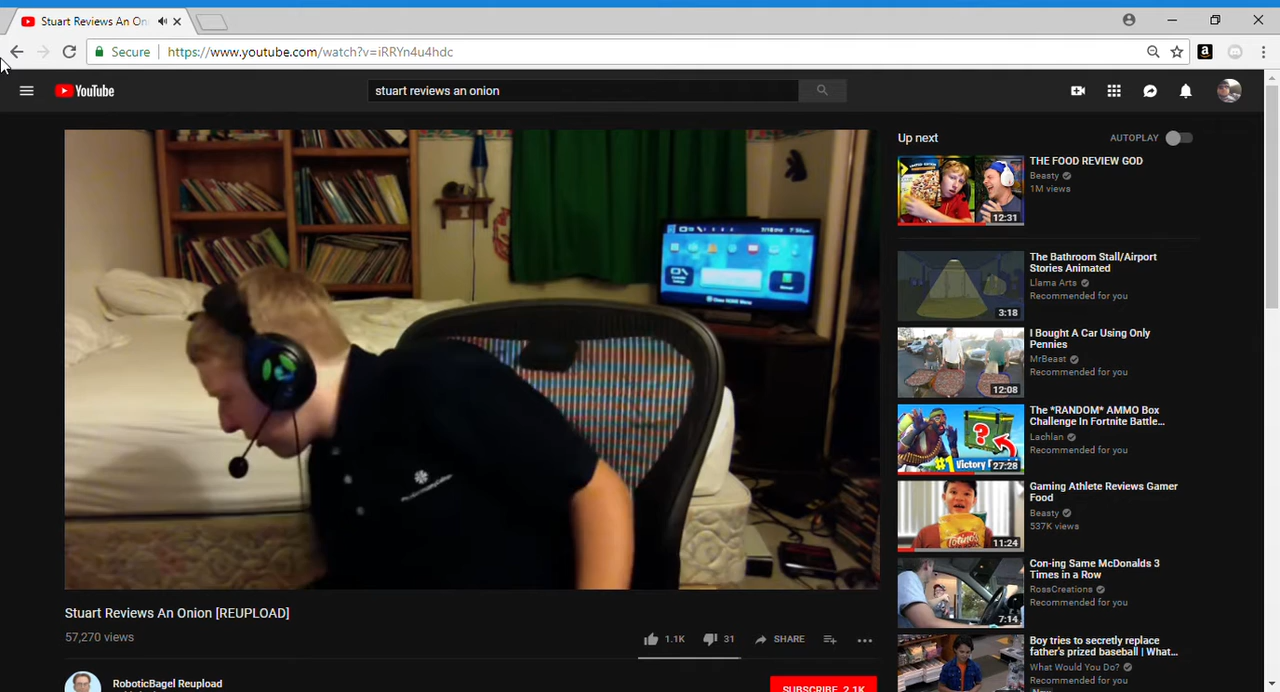 Stuart Reviews An On
Secure
https://www.youtube.com/watch?v=iRRYn4u4hdc
a
YouTube
stuart reviews an onion
Up next
AUTOPLAY
THE FOOD REVIEW GOD
Beasty
1M views
12:31
The Bathroom Stall/Airport
Stories Animated
Llama Arts
Recommended for you
3:18
I Bought A Car Using Only
Pennies
MrBeast
Recommended for you
12:08
The *RANDOM* AMMO Box
Challenge In Fortnite Battle...
Lachlan
Recommended for you
?
#1 Victory
27:28
Gaming Athlete Reviews Gamer
Food
Beasty
537K views
Totino's
11:24
Con-ing Same McDonalds 3
Times in a Row
RossCreations
Recommended for you
7:14
Boy tries to secretly replace
father's prized baseball | What...
What Would You Do?
Recommended for you
Stuart Reviews An Onion [REUPLOAD]
57,270 views
1.1K
31
SHARE
RoboticBagel Reupload
SUBSCRIBE 2.1K